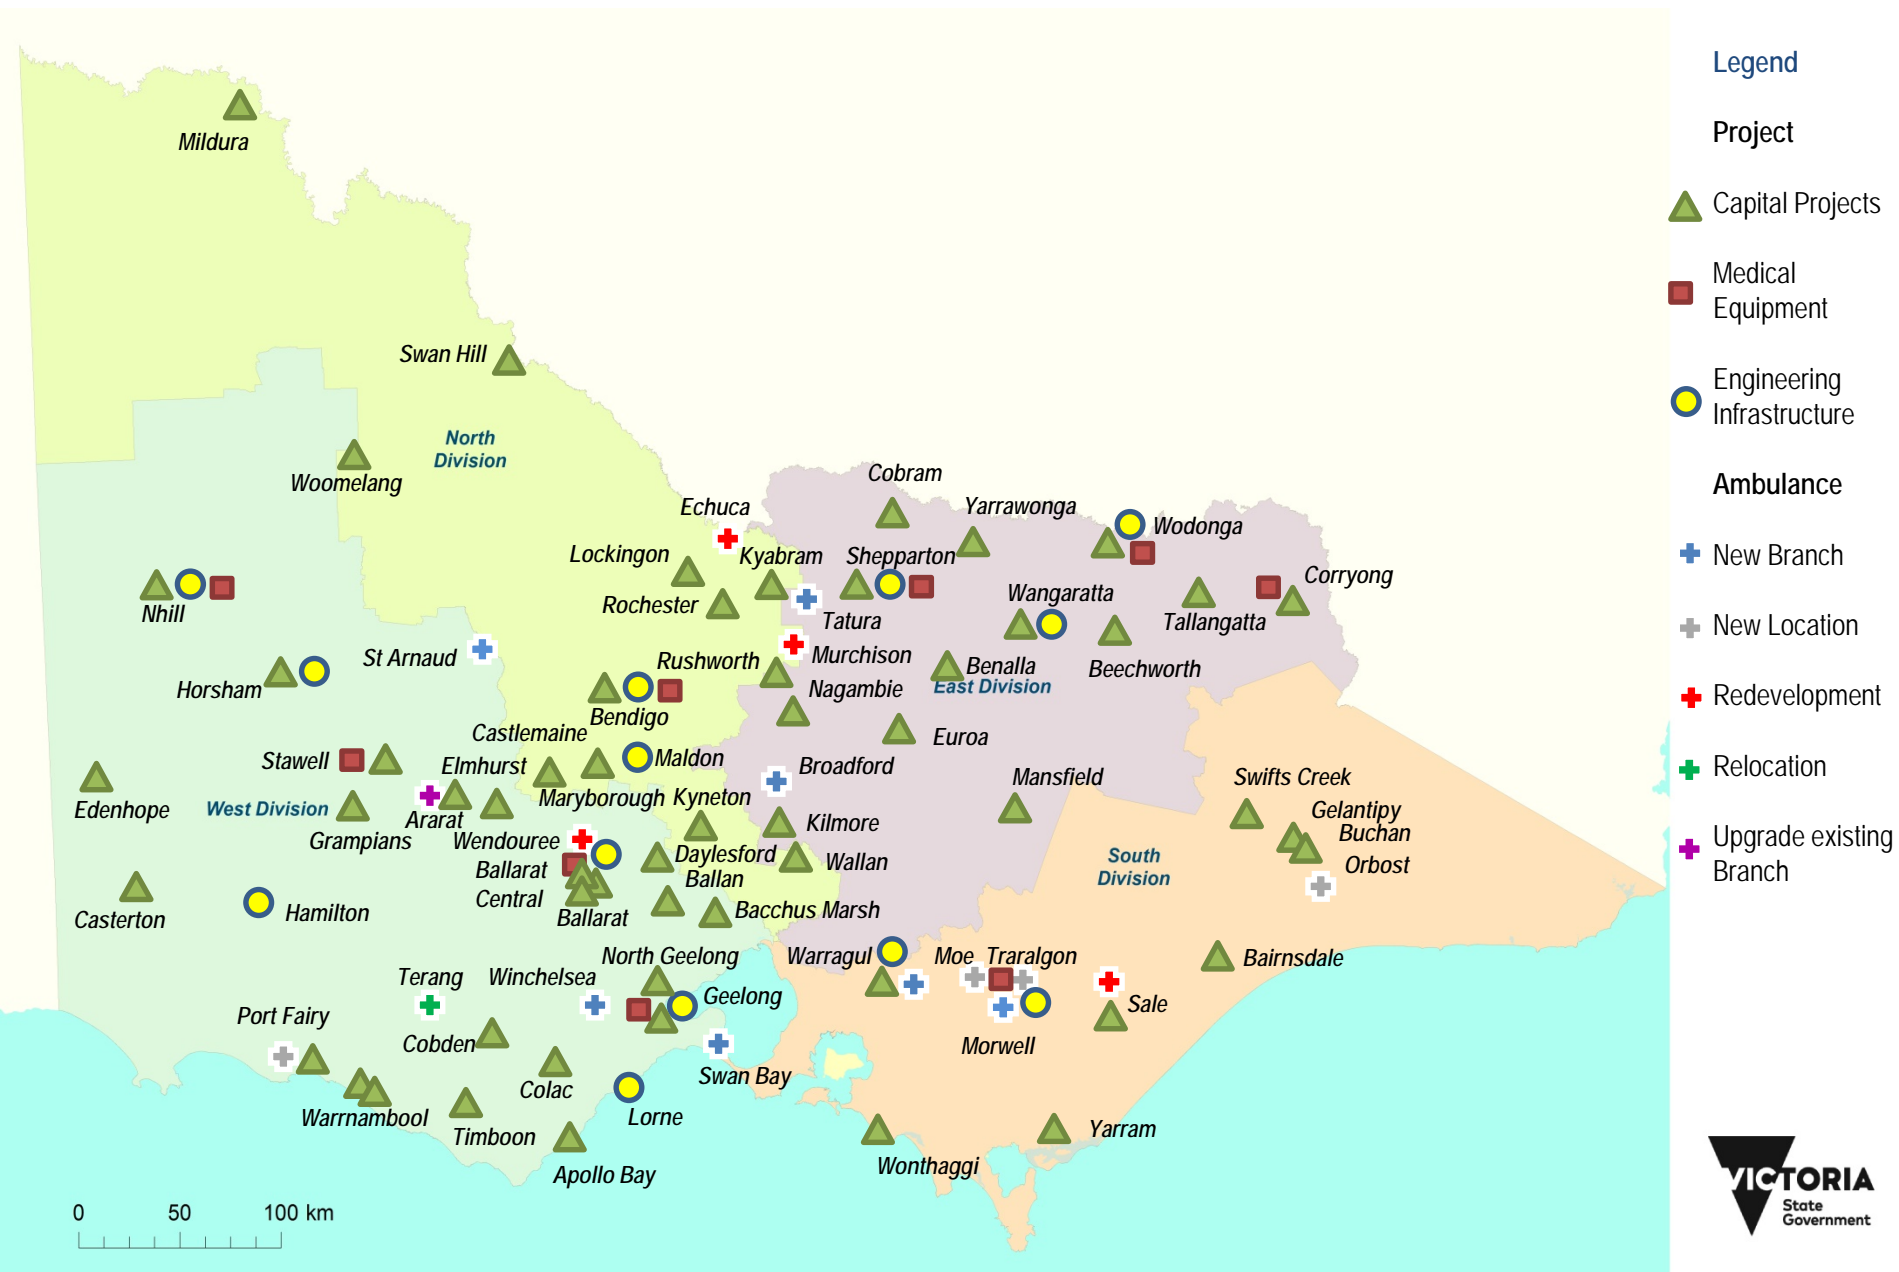 Mildura
Swan Hill
North
Division
Woomelang
Cobram
Echuca
Yarrawonga
Wodonga
Lockingon
Kyabram
Shepparton
Corryong
Nhill
Rochester
Wangaratta
Tatura
Tallangatta
St Arnaud
Rushworth
Murchison
Benalla
Beechworth
Horsham
Nagambie
East Division
Bendigo
Castlemaine
Euroa
Stawell
Elmhurst
Maldon
Broadford
Mansfield
Swifts Creek
Edenhope
West Division
Ararat
Maryborough
Kyneton
Gelantipy
Grampians
Wendouree
Kilmore
Buchan
Ballarat
Central
Daylesford
Wallan
South
Division
Orbost
Ballan
Casterton
Hamilton
Ballarat
Bacchus Marsh
North Geelong
Warragul
Moe
Traralgon
Bairnsdale
Terang
Winchelsea
Geelong
Sale
Port Fairy
Cobden
Morwell
Colac
Swan Bay
Warrnambool
Timboon
Lorne
Yarram
Apollo Bay
Wonthaggi
0 50 100 km
Legend
Project
Capital Projects
Medical
Equipment
Engineering
Infrastructure
Ambulance
New Branch
New Location
Redevelopment
Relocation
Upgrade existing
Branch
VICTORIA
State
Government